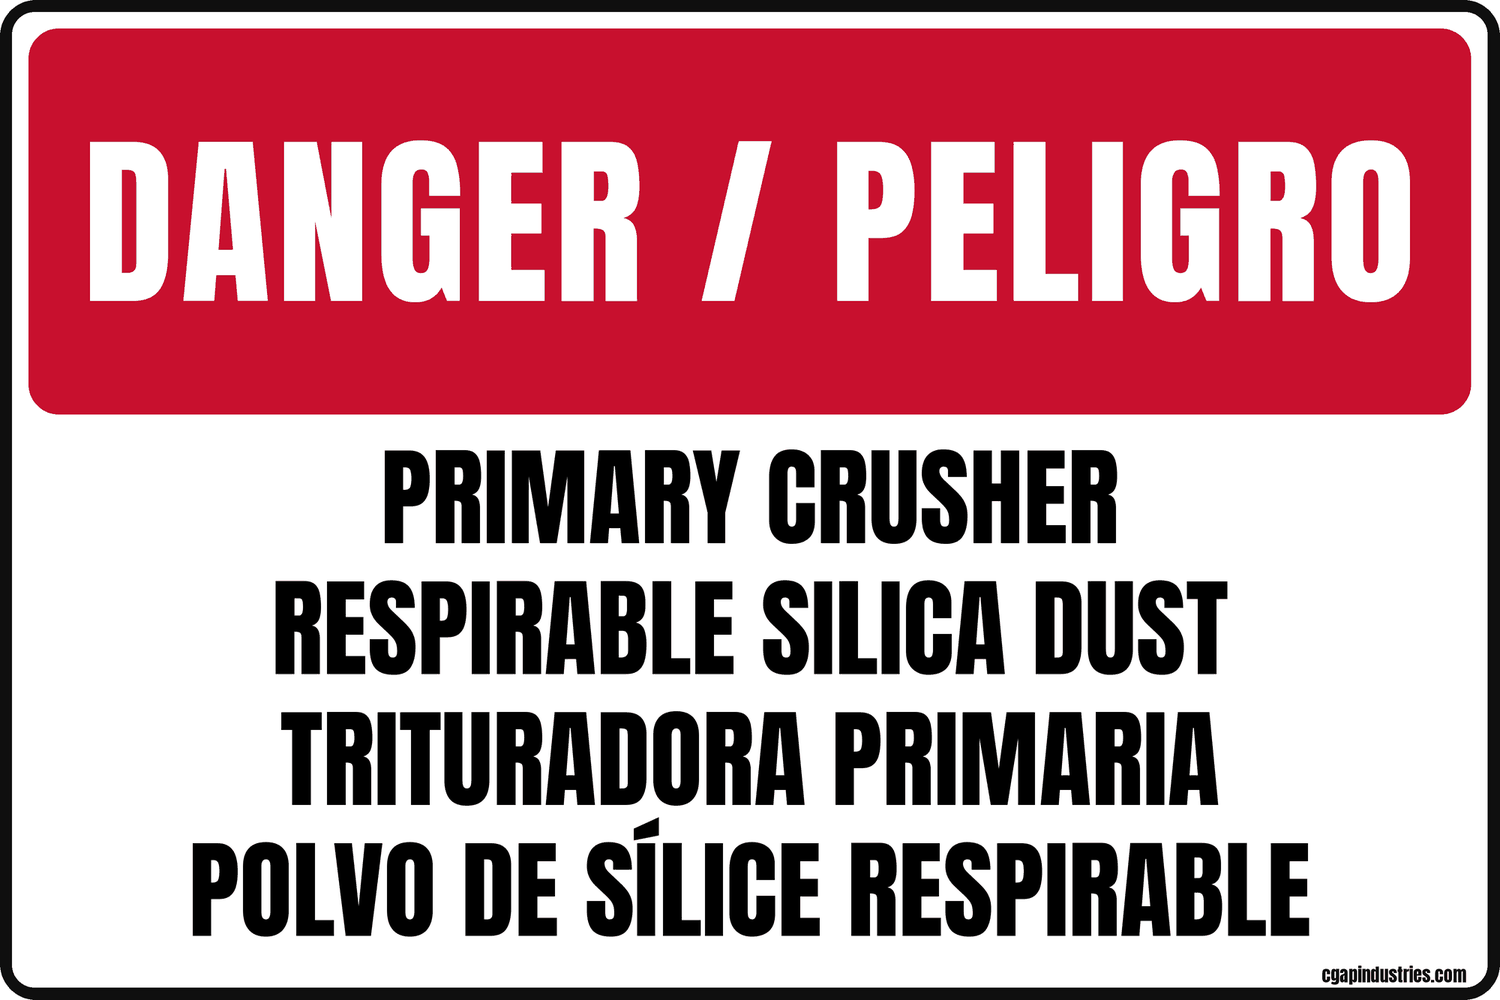 DANGER / PELIGRO
PRIMARY CRUSHER
RESPIRABLE SILICA DUST
TRITURADORA PRIMARIA
POLVO DE SÍLICE RESPIRABLE
cgapindustries.com